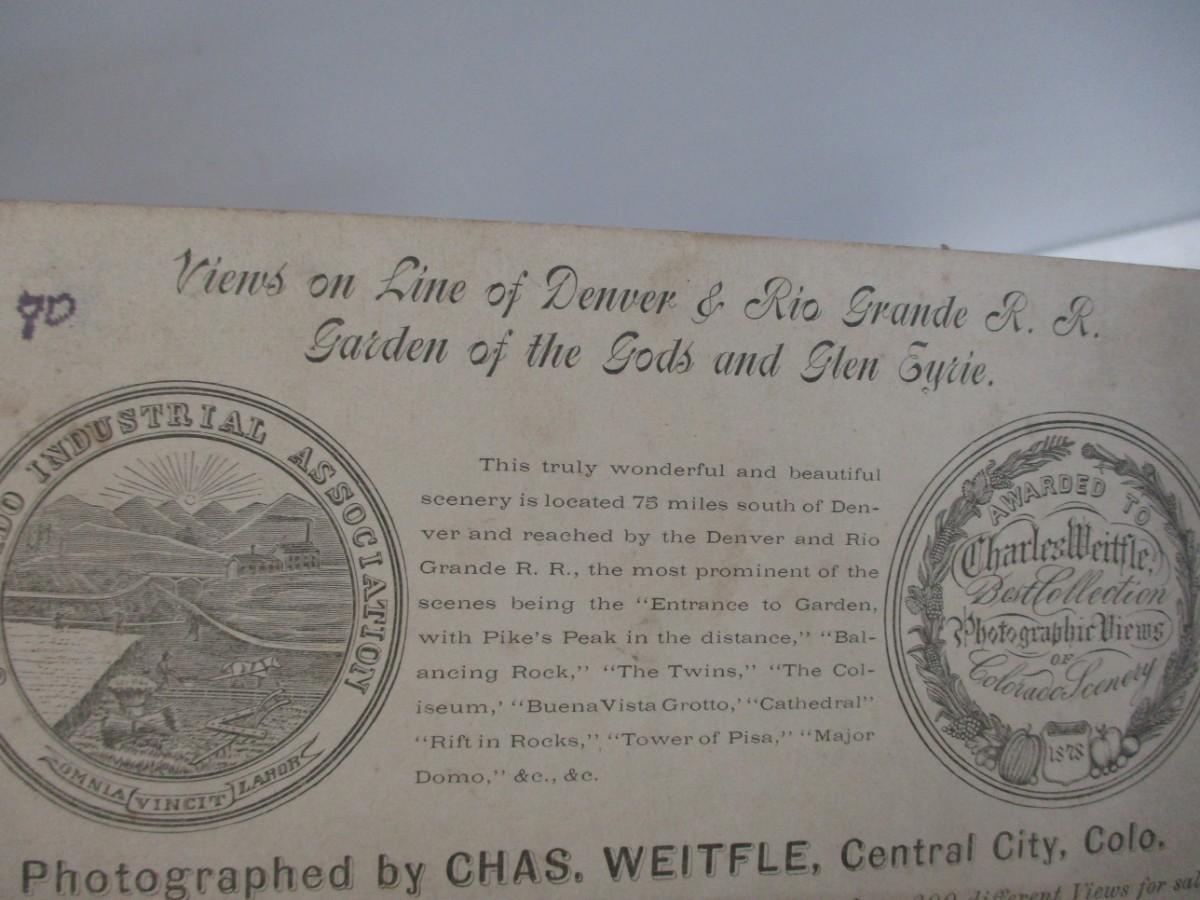 Views on Line of Denver & Rio Grande R. R.
Garden of the Gods and Glen Eyrie.
90
INDUSTRIAL ASSOCIATION
OMNIA VINCIT LABOR
This truly wonderful and beautiful
scenery is located 75 miles south of Den-
ver and reached by the Denver and Rio
Grande R. R., the most prominent of the
scenes being the "Entrance to Garden,
with Pike's Peak in the distance," "Bal-
ancing Rock," "The Twins," "The Col-
iseum,' "Buena Vista Grotto,' "Cathedral"
"Rift in Rocks," "Tower of Pisa," "Major
Domo," &c., &c.
AWARDED TO
Charles Weitfle,
Best Collection
Photographic Views
OF
Colorado Scenery
1878
Photographed by CHAS. WEITFLE, Central City, Colo.
different Views for sal